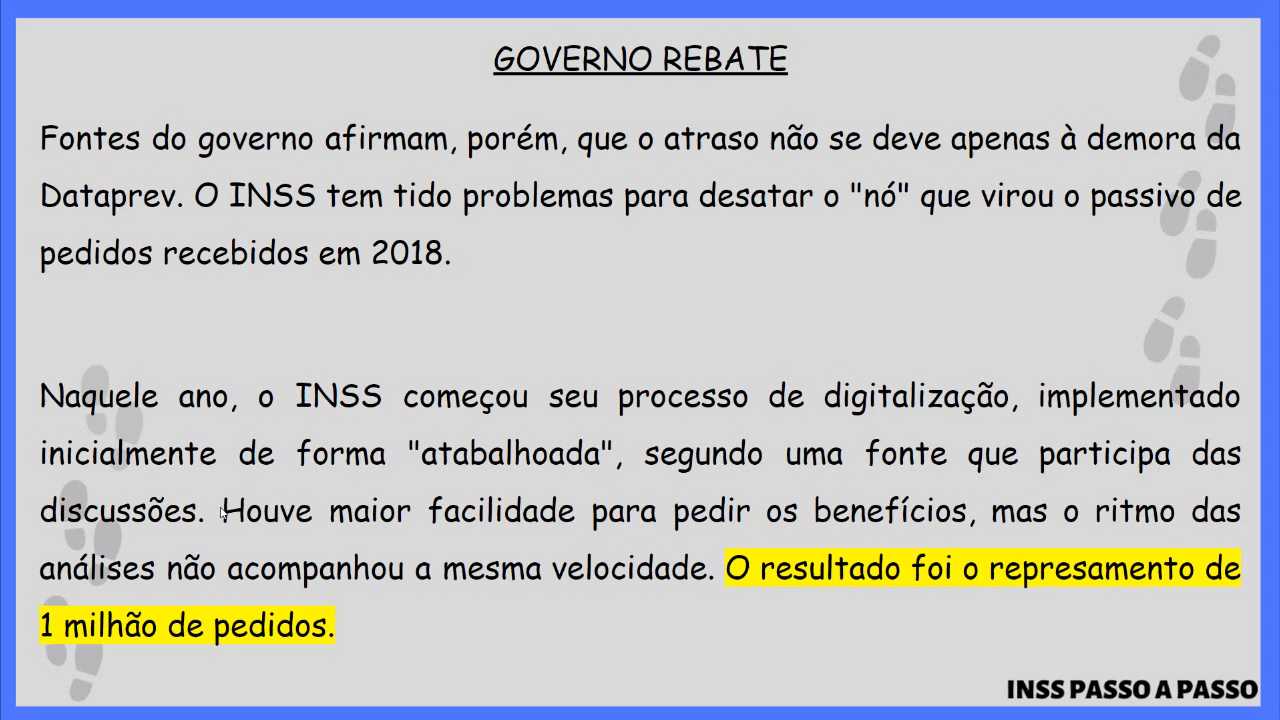 GOVERNO REBATE
Fontes do governo afirmam, porém, que o atraso não se deve apenas à demora da
Dataprev. O INSS tem tido problemas para desatar o "nó" que virou o passivo de
pedidos recebidos em 2018.
Naquele ano, o INSS começou seu processo de digitalização, implementado
inicialmente de forma "atabalhoada", segundo uma fonte que participa das
discussões. Houve maior facilidade para pedir os benefícios, mas o ritmo das
análises não acompanhou a mesma velocidade. O resultado foi o represamento de
1 milhão de pedidos.
INSS PASSO A PASSO